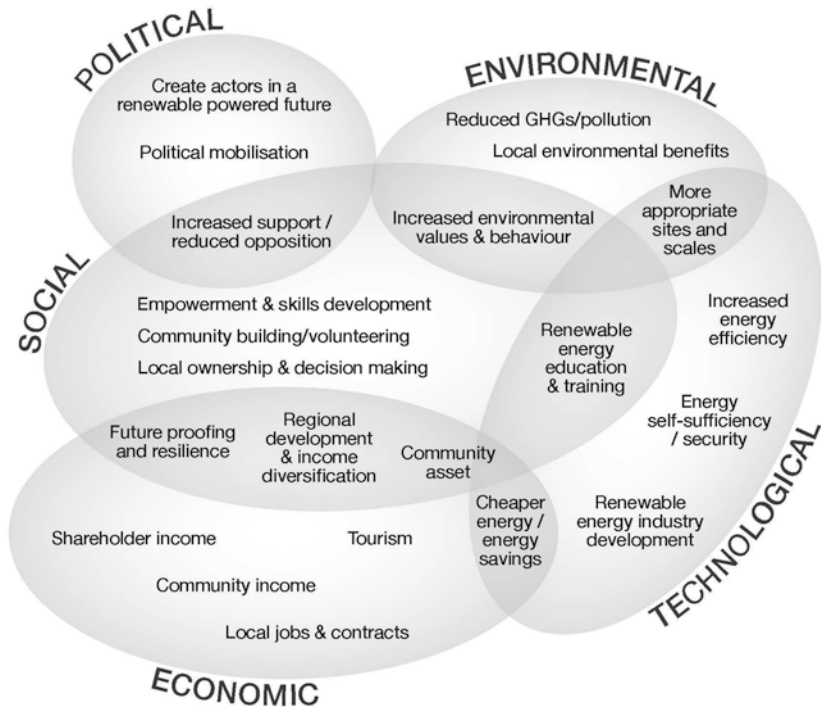 POLITICAL
Create actors in a
renewable powered future
Political mobilisation
Increased support /
reduced opposition
ENVIRONMENTAL
Reduced GHGs/pollution
Local environmental benefits
Increased environmental
values & behaviour
More
appropriate
sites and
scales
SOCIAL
Empowerment & skills development
Community building/volunteering
Local ownership & decision making
Renewable
energy
education
& training
Increased
energy
efficiency
Energy
self-sufficiency
/ security
Renewable
energy industry
development
TECHNOLOGICAL
Future proofing
and resilience
Regional
development
& income
diversification
Community
asset
Cheaper
energy /
energy
savings
Shareholder income
Tourism
Community income
Local jobs & contracts
ECONOMIC